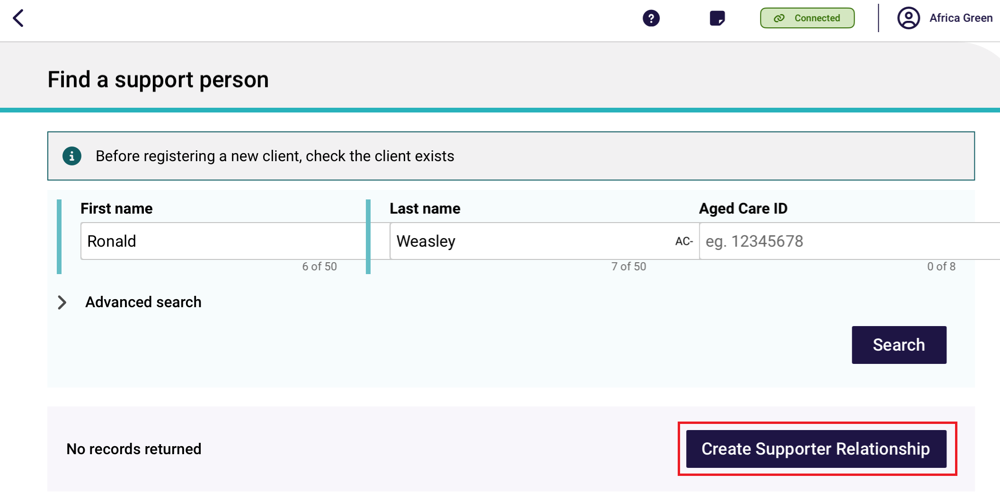 ? Connected Africa Green
Find a support person
Before registering a new client, check the client exists
First name Last name Aged Care ID
Ronald Weasley AC- eg. 12345678
6 of 50 7 of 50 0 of 8
Advanced search
Search
No records returned Create Supporter Relationship